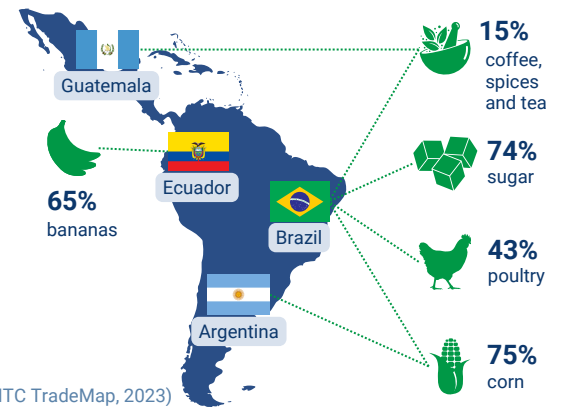 Guatemala
15%
coffee,
spices
and tea
65%
bananas
Ecuador
74%
sugar
Brazil
43%
poultry
Argentina
75%
corn
ITC TradeMap, 2023)